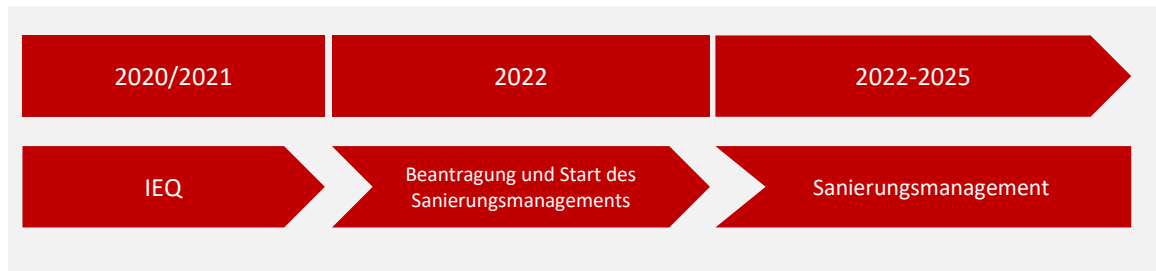 2020/2021
2022
2022-2025
IEQ
Beantragung und Start des
Sanierungsmanagements
Sanierungsmanagement